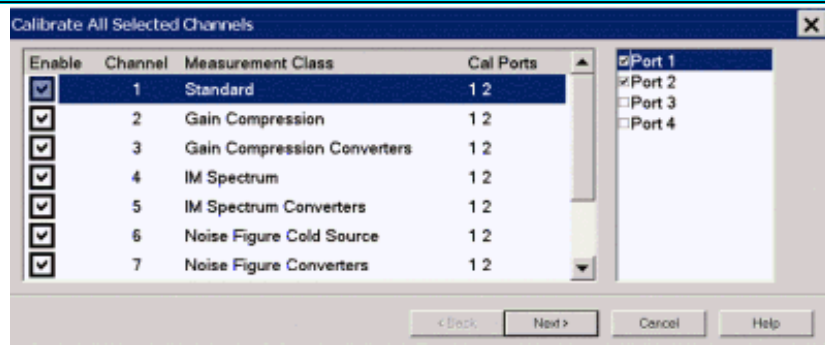 Calibrate All Selected Channels
Enable Channel Measurement Class Cal Ports
1 Standard 1 2
2 Gain Compression 1 2
3 Gain Compression Converters 1 2
4 IM Spectrum 1 2
5 IM Spectrum Converters 1 2
6 Noise Figure Cold Source 1 2
7 Noise Figure Converters 1 2
Port 1
Port 2
Port 3
Port 4
< Back Next > Cancel Help